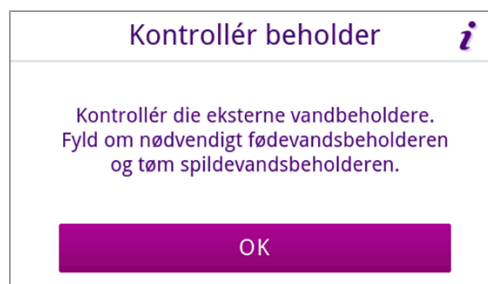 Kontrollér beholder i
Kontrollér die eksterne vandbeholdere.
Fyld om nødvendigt fødevandsbeholderen
og tøm spildevandsbeholderen.
OK